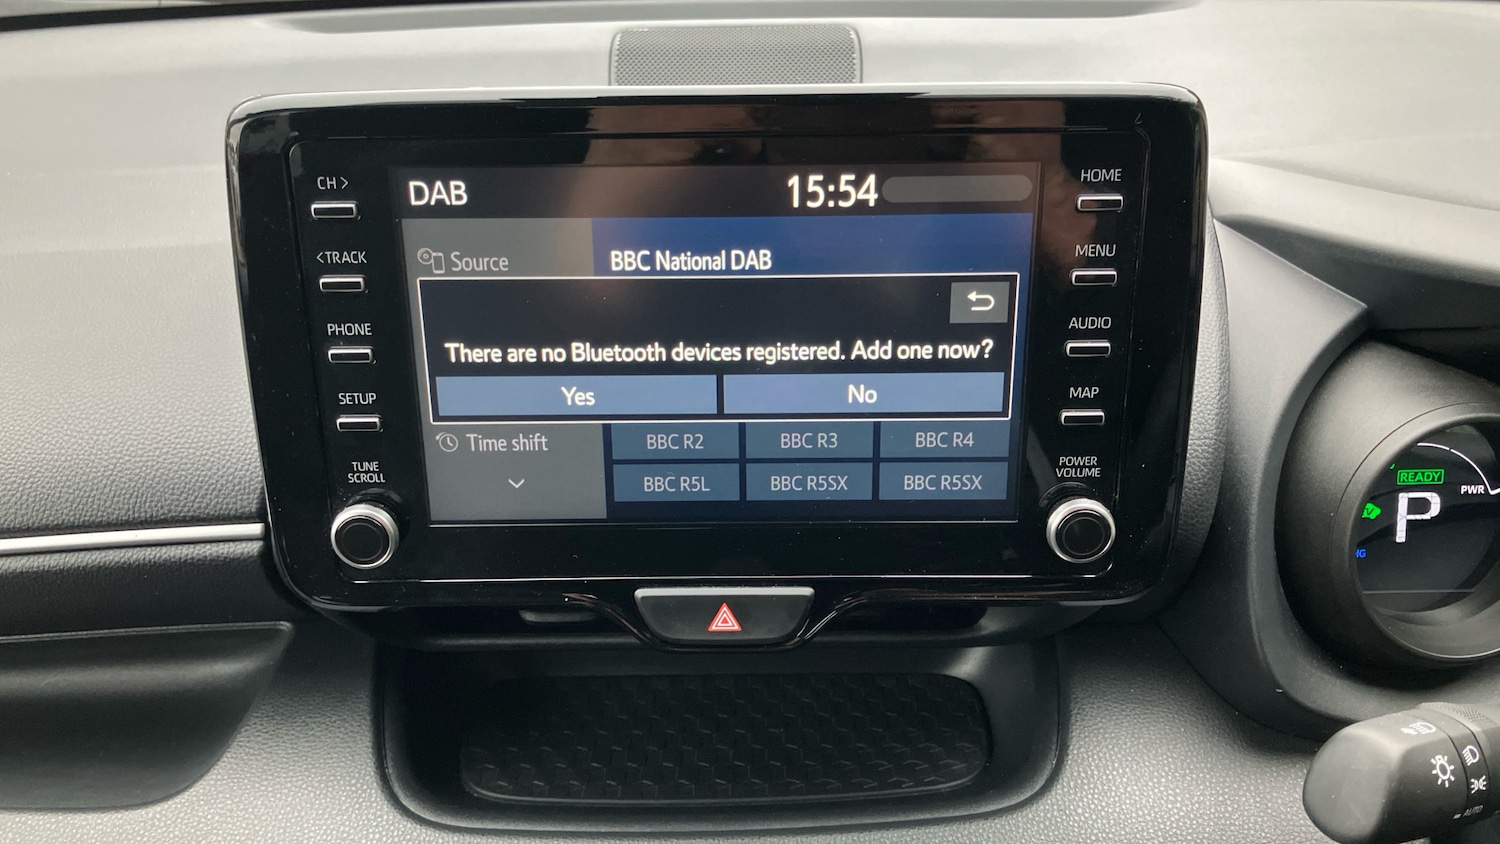 CH >
<TRACK
PHONE
SETUP
TUNE
SCROLL
DAB
15:54
Source
BBC National DAB
There are no Bluetooth devices registered. Add one now?
Yes
No
Time shift
BBC R2
BBC R3
BBC R4
BBC R5L
BBC R5SX
BBC R5SX
HOME
MENU
AUDIO
MAP
POWER
VOLUME
READY
PWR
P
AUTO